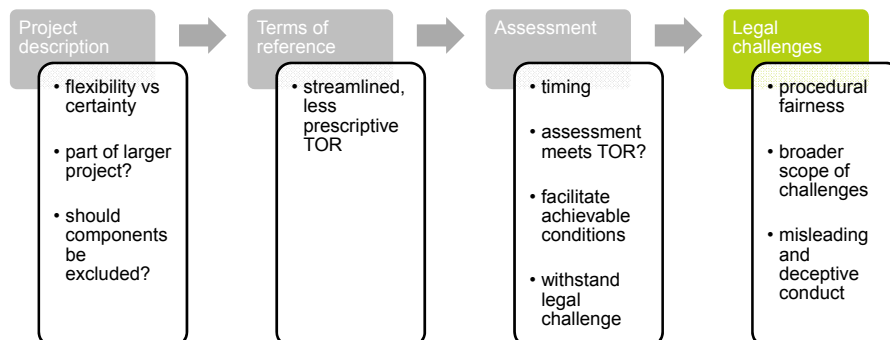 Project
description
• flexibility vs
certainty
• part of larger
project?
• should
components
be
excluded?
Terms of
reference
• streamlined,
less
prescriptive
TOR
Assessment
• timing
• assessment
meets TOR?
• facilitate
achievable
conditions
• withstand
legal
challenge
Legal
challenges
• procedural
fairness
• broader
scope of
challenges
• misleading
and
deceptive
conduct